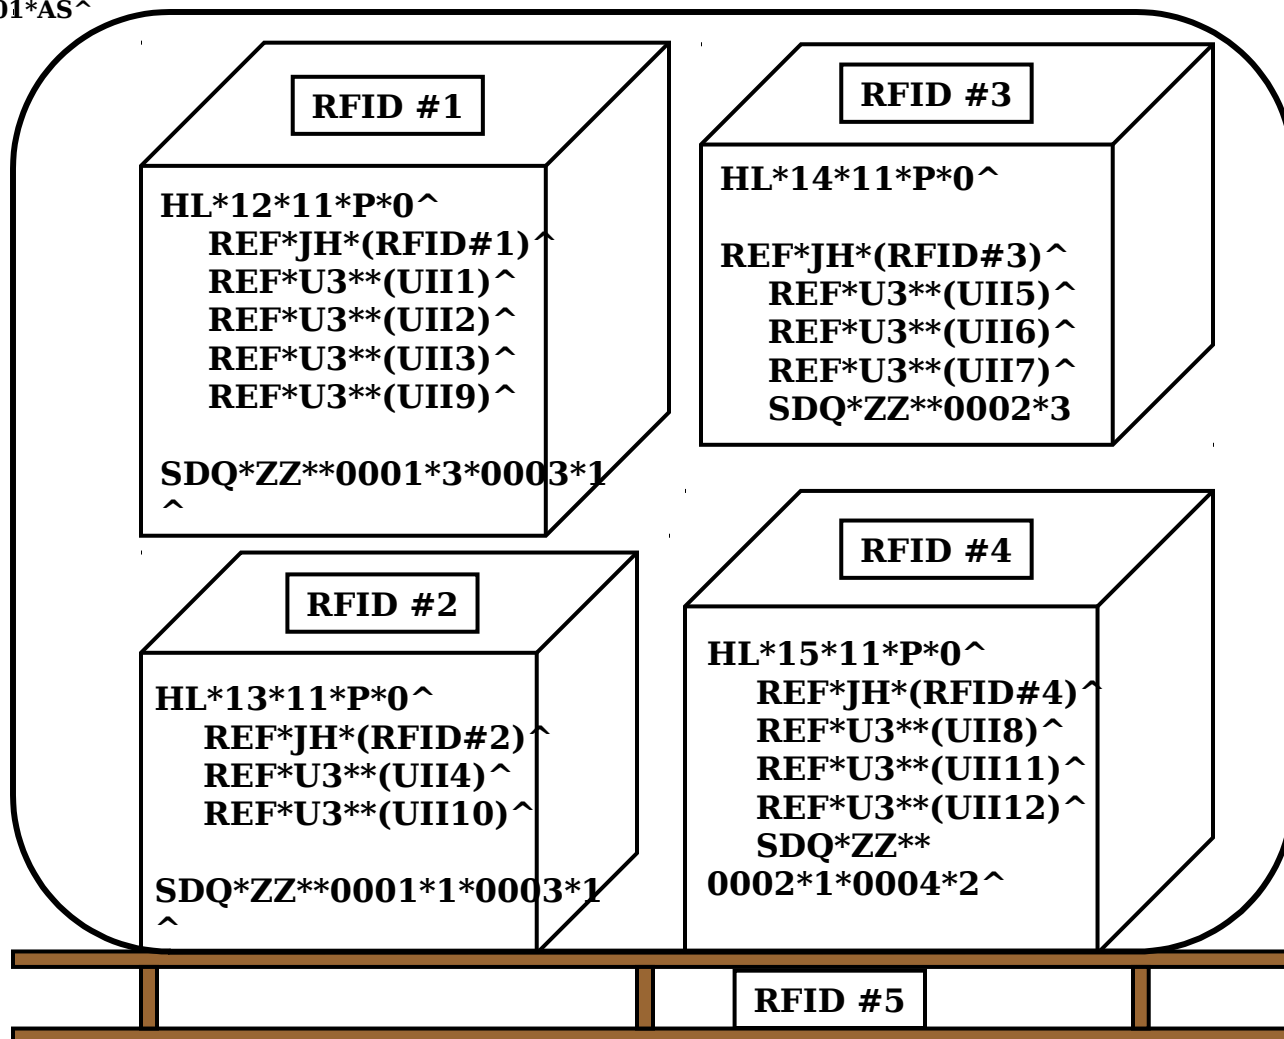 01*AS^
RFID #1
HL*12*11*P*0^
REF*JH*(RFID#1)^
REF*U3**(UII1)^
REF*U3**(UII2)^
REF*U3**(UII3)^
REF*U3**(UII9)^
SDQ*ZZ**0001*3*0003*1
^
RFID #3
HL*14*11*P*0^
REF*JH*(RFID#3)^
REF*U3**(UII5)^
REF*U3**(UII6)^
REF*U3**(UII7)^
SDQ*ZZ**0002*3
RFID #2
HL*13*11*P*0^
REF*JH*(RFID#2)^
REF*U3**(UII4)^
REF*U3**(UII10)^
SDQ*ZZ**0001*1*0003*1
^
RFID #4
HL*15*11*P*0^
REF*JH*(RFID#4)^
REF*U3**(UII8)^
REF*U3**(UII11)^
REF*U3**(UII12)^
SDQ*ZZ**
0002*1*0004*2^
RFID #5